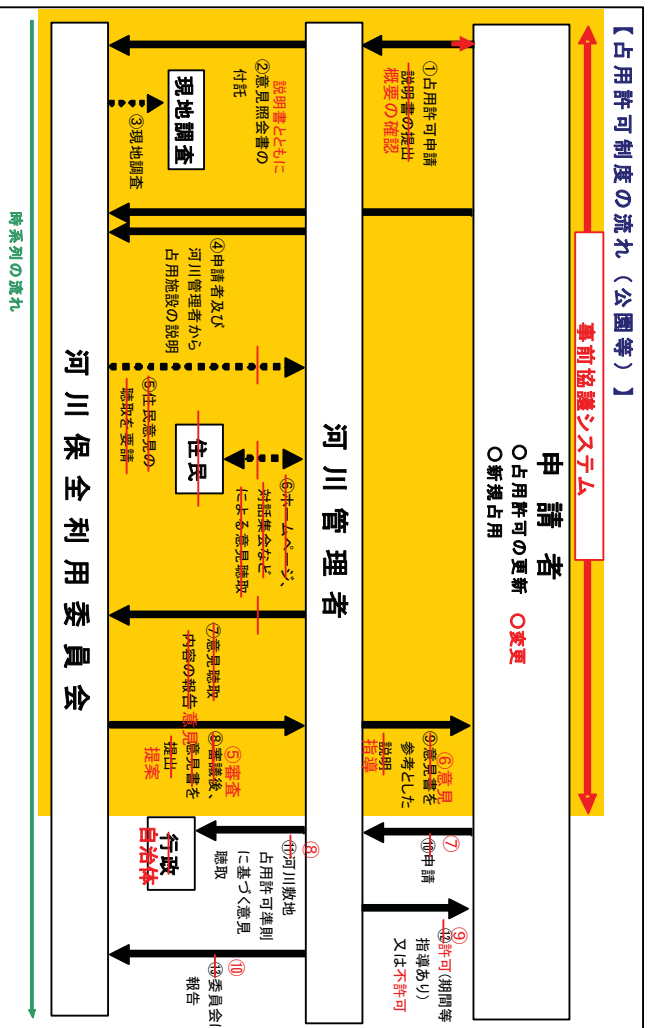 【占用許可制度の流れ（公園等）】
事前協議システム
申請者
○占用許可の更新 ○変更
○新規占用
①占用許可申請
説明書の提出
概要の確認
説明書とともに
②意見照会書の
付託
現地調査
③現地調査
④申請者及び
河川管理者から
占用施設の説明
⑤住民意見の
聴取を要請
住民
⑥ホームページ、
対話集会など
による意見聴取
河川管理者
⑦意見聴取
内容の報告
⑤審査
⑧審議後、
意見
意見書を
提出
提案
⑥意見
⑨意見書を
参考とした
説明
指導
⑦
⑩申請
⑧
⑪河川敷地
占用許可準則
に基づく意見
聴取
行政
自治体
⑨
⑫許可(期間等
指導あり)
又は不許可
⑩
⑬委員会に
報告
河川保全利用委員会
時系列の流れ